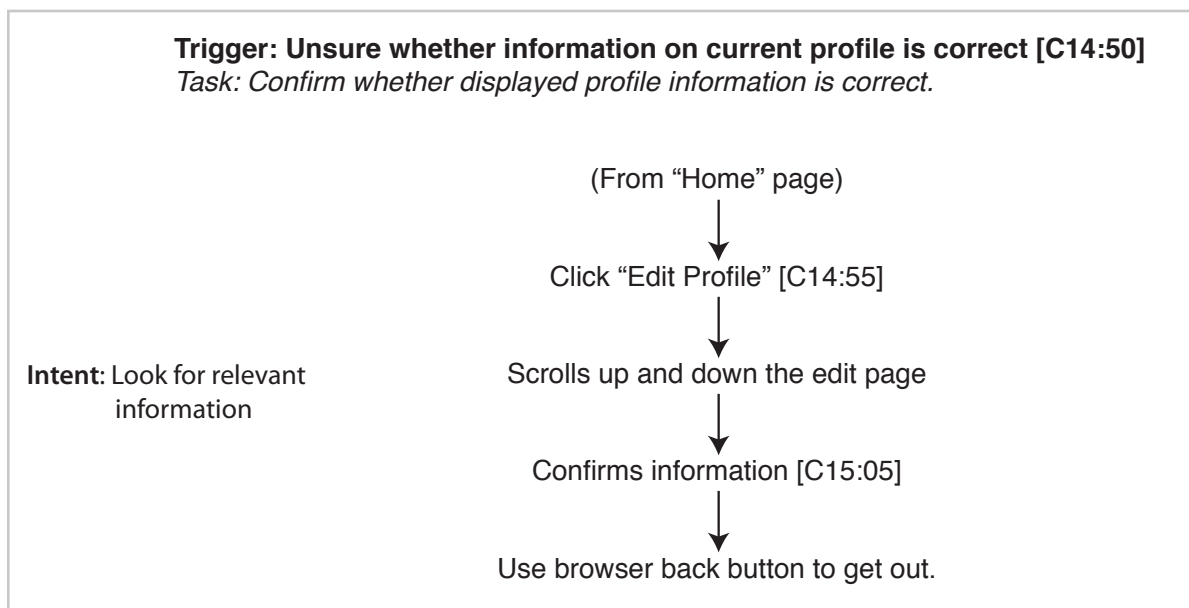 Trigger: Unsure whether information on current profile is correct [C14:50]
Task: Confirm whether displayed profile information is correct.
(From “Home” page)
Click “Edit Profile” [C14:55]
Intent: Look for relevant
information
Scrolls up and down the edit page
Confirms information [C15:05]
Use browser back button to get out.